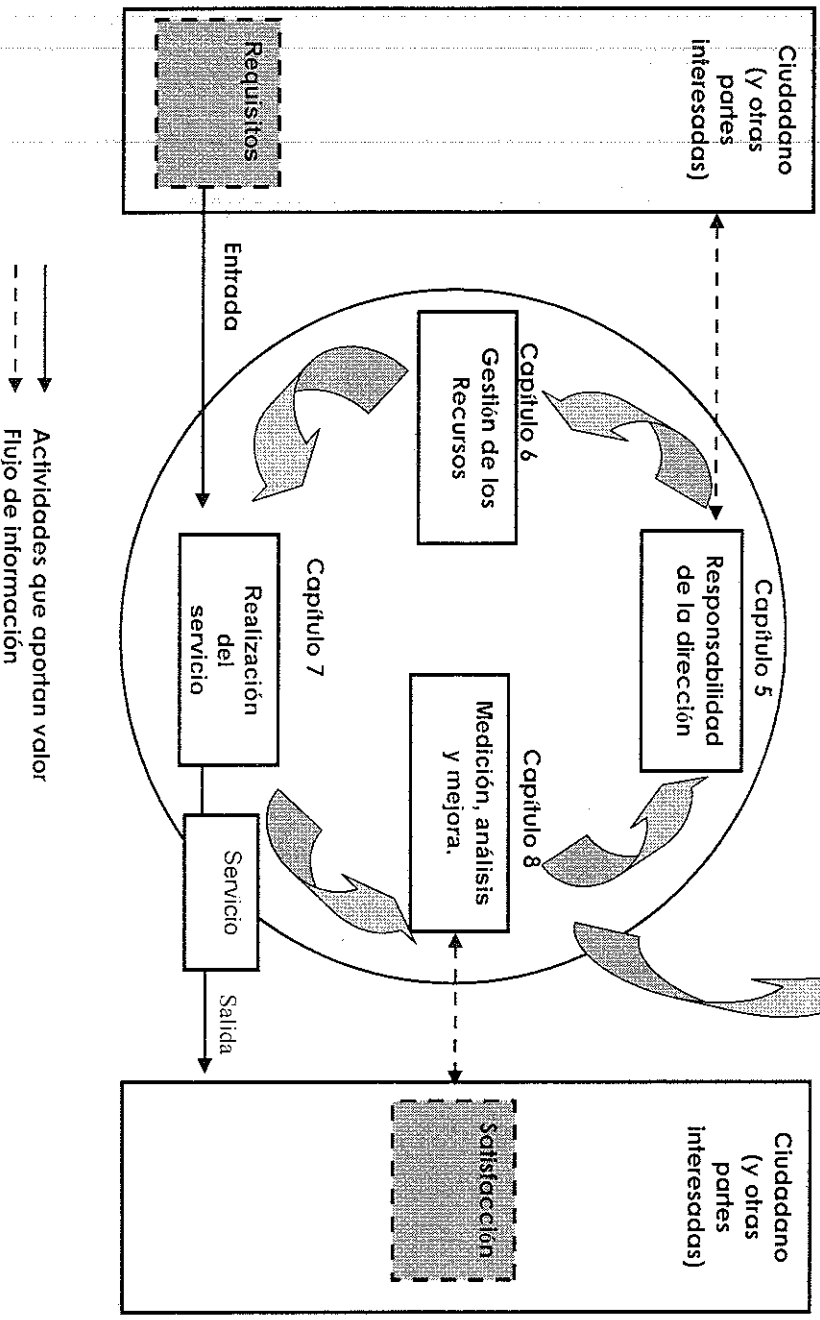 Ciudadano
(y otras
partes
interesadas)
Requisitos
Entrada
Capítulo 5
Responsabilidad
de la dirección
Capítulo 6
Gestión de los
Recursos
Capítulo 8
Medición, análisis
y mejora.
Capítulo 7
Realización
del
servicio
Servicio
Salida
Ciudadano
(y otras
partes
interesadas)
Satisfacción
Actividades que aportan valor
Flujo de información